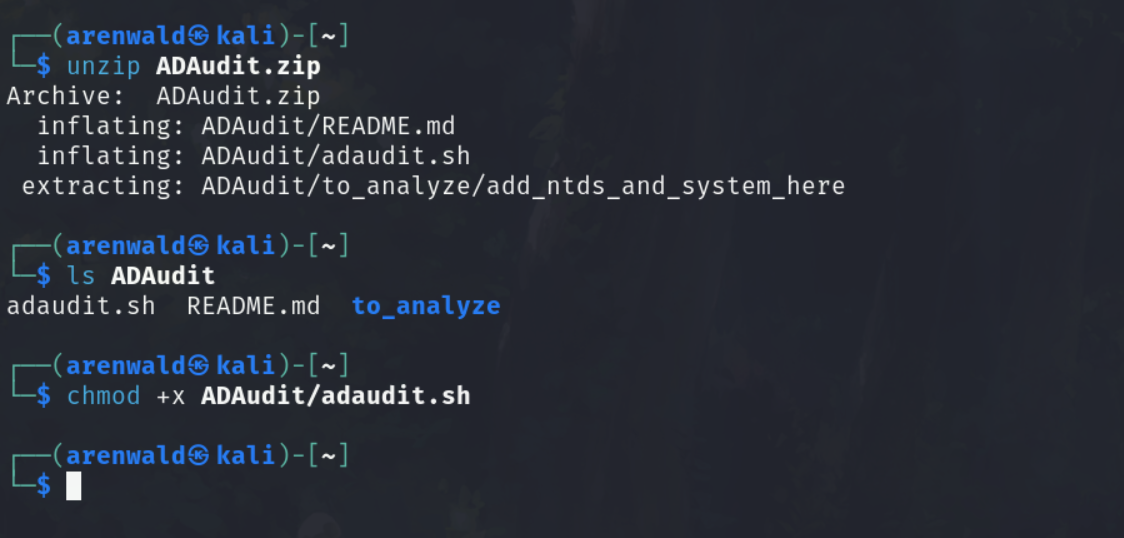 ┌──(arenwald㉿kali)-[~]
└─$ unzip ADAudit.zip
Archive:  ADAudit.zip
  inflating: ADAudit/README.md
  inflating: ADAudit/adaudit.sh
 extracting: ADAudit/to_analyze/add_ntds_and_system_here
┌──(arenwald㉿kali)-[~]
└─$ ls ADAudit
adaudit.sh  README.md  to_analyze
┌──(arenwald㉿kali)-[~]
└─$ chmod +x ADAudit/adaudit.sh
┌──(arenwald㉿kali)-[~]
└─$